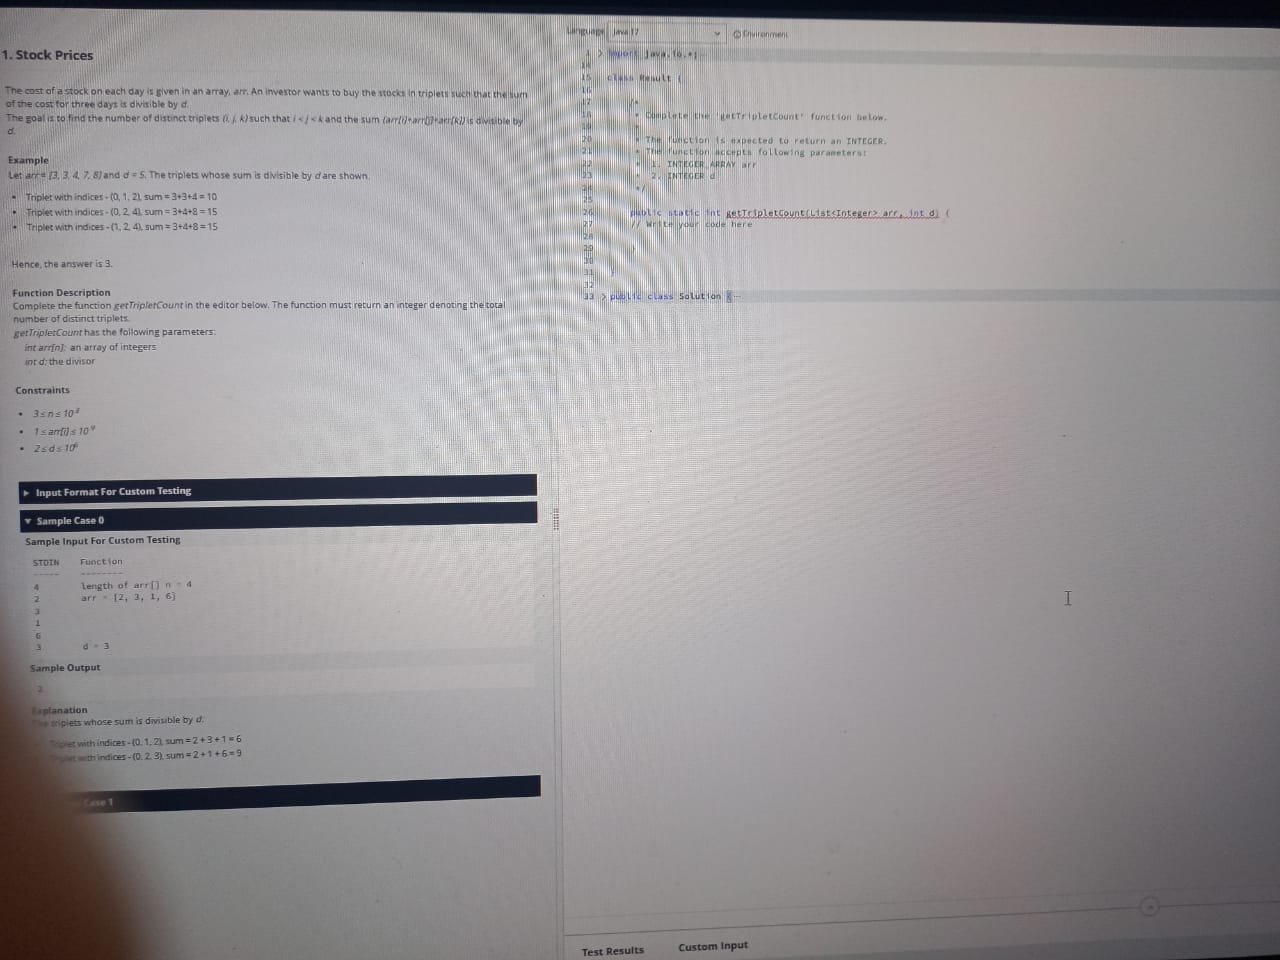 1. Stock Prices
The cost of a stock on each day is given in an array, arr. An investor wants to buy the stocks in triplets such that the sum
of the cost for three days is divisible by d.
The goal is to find the number of distinct triplets (i, j, k) such that i < j < k and the sum (arr[i]+arr[j]+arr[k]) is divisible by
d.
Example
Let arr = [3, 3, 4, 7, 8] and d = 5. The triplets whose sum is divisible by d are shown.
• Triplet with indices - (0, 1, 2), sum = 3+3+4 = 10
• Triplet with indices - (0, 2, 4), sum = 3+4+8 = 15
• Triplet with indices - (1, 2, 4), sum = 3+4+8 = 15
Hence, the answer is 3.
Function Description
Complete the function getTripletCount in the editor below. The function must return an integer denoting the total
number of distinct triplets.
getTripletCount has the following parameters:
int arr[n]: an array of integers
int d: the divisor
Constraints
• 3 ≤ n ≤ 10³
• 1 ≤ arr[i] ≤ 10⁹
• 2 ≤ d ≤ 10⁶
Input Format For Custom Testing
Sample Case 0
Sample Input For Custom Testing
STDIN Function
----- --------
4 length of arr[] n = 4
2 arr = [2, 3, 1, 6]
3
1
6
3 d = 3
Sample Output
2
Explanation
The triplets whose sum is divisible by d:
Triplet with indices - (0, 1, 2), sum = 2 + 3 + 1 = 6
Triplet with indices - (0, 2, 3), sum = 2 + 1 + 6 = 9
Case 1
Language Java 17 Environment
1 > import java.io.*;
14
15 class Result {
16
17 /*
18 * Complete the 'getTripletCount' function below.
19 *
20 * The function is expected to return an INTEGER.
21 * The function accepts following parameters:
22 * 1. INTEGER_ARRAY arr
23 * 2. INTEGER d
24 */
25
26 public static int getTripletCount(List<Integer> arr, int d) {
27 // Write your code here
28
29 }
30
31 }
32
33 > public class Solution {
Test Results Custom Input